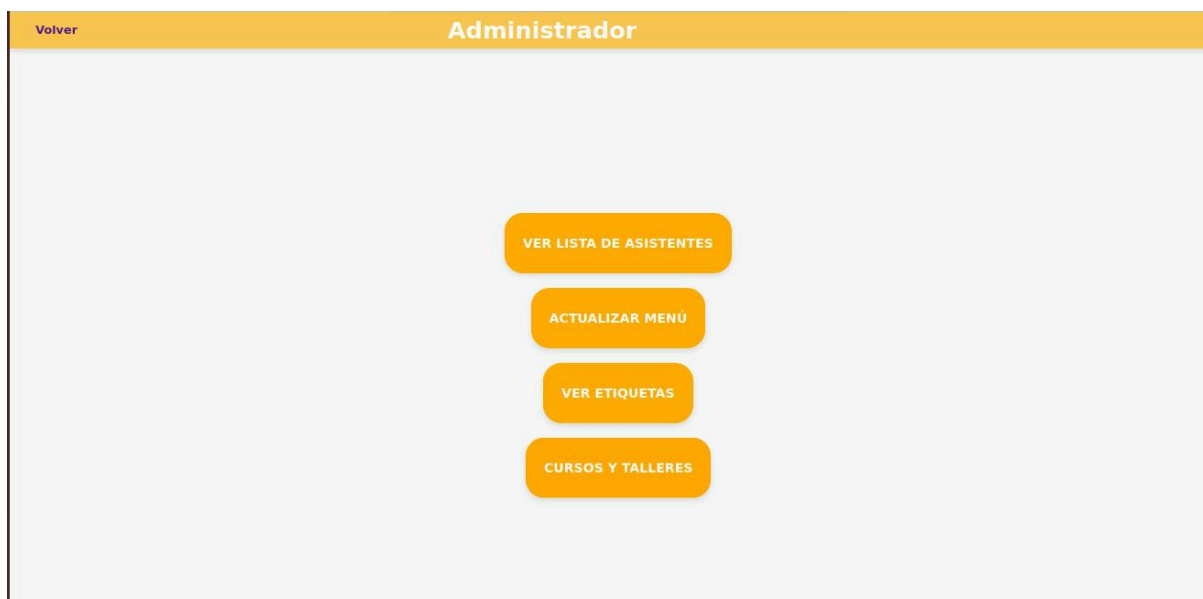 Volver
Administrador
VER LISTA DE ASISTENTES
ACTUALIZAR MENÚ
VER ETIQUETAS
CURSOS Y TALLERES